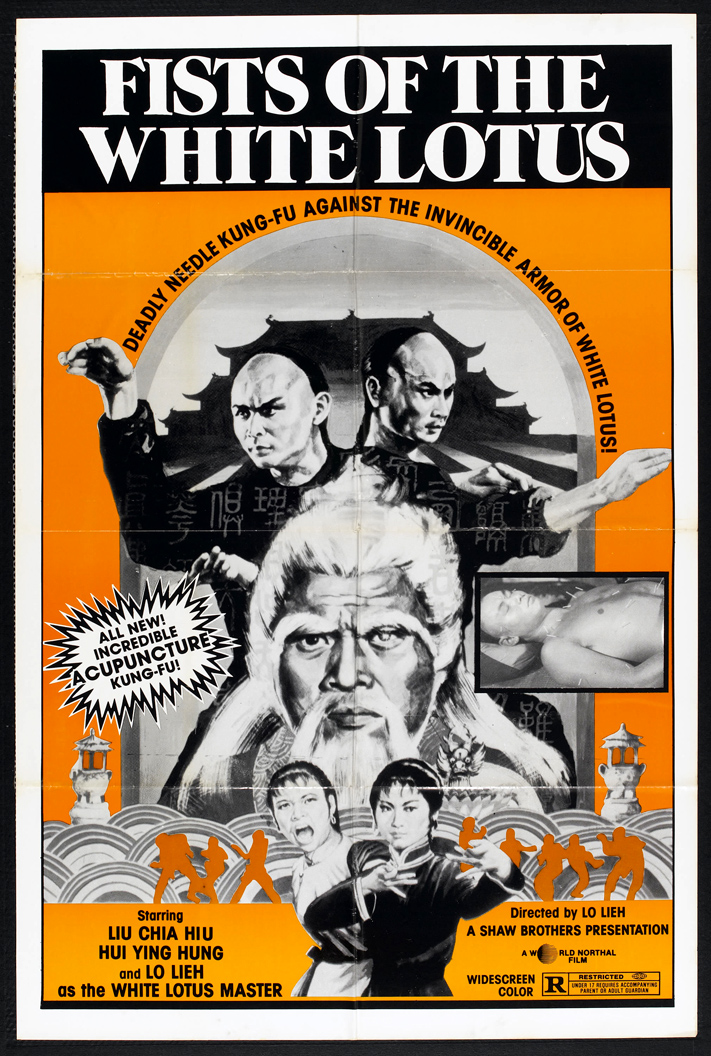 FISTS OF THE
WHITE LOTUS
DEADLY NEEDLE KUNG-FU AGAINST THE INVINCIBLE ARMOR OF WHITE LOTUS!
ALL NEW!
INCREDIBLE
ACUPUNCTURE
KUNG-FU!
Starring
LIU CHIA HIU
HUI YING HUNG
and LO LIEH
as the WHITE LOTUS MASTER
Directed by LO LIEH
A SHAW BROTHERS PRESENTATION
A WORLD NORTHAL
FILM
WIDESCREEN
COLOR
R
RESTRICTED
UNDER 17 REQUIRES ACCOMPANYING
PARENT OR ADULT GUARDIAN